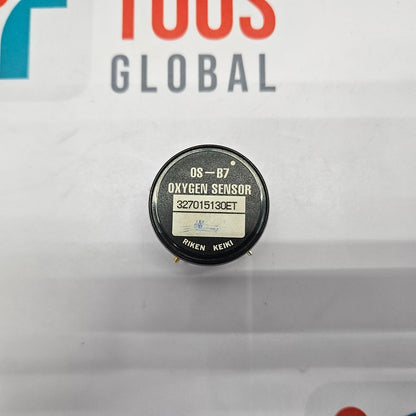 TOOS
GLOBAL
OS-B7
OXYGEN SENSOR
327015130ET
RIKEN KEIKI